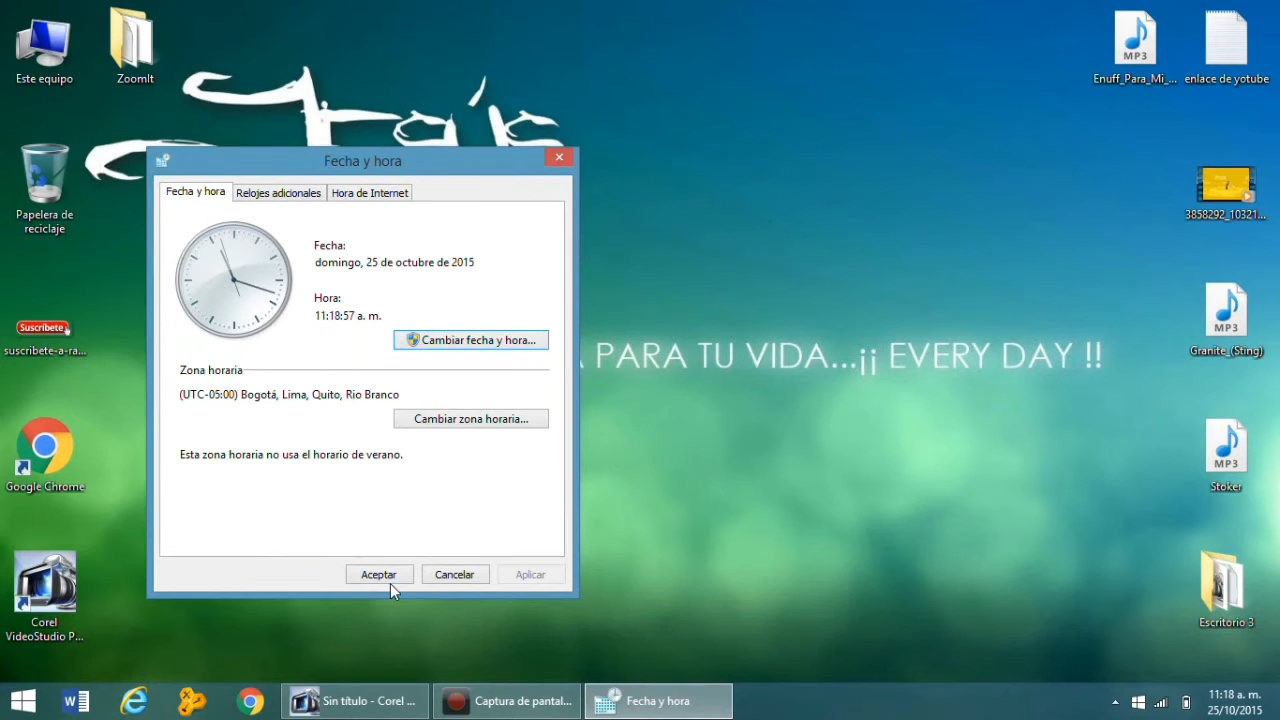 Este equipo
ZoomIt
Enuff_Para_Mi_...
enlace de yotube
MP3
Papelera de
reciclaje
3858292_10321...
Suscribete
suscribete-a-ra...
MP3
Granite_(Sting)
Google Chrome
MP3
Stoker
Corel
VideoStudio P...
Escritorio 3
PARA TU VIDA...¡¡ EVERY DAY !!
Fecha y hora
Fecha y hora
Relojes adicionales
Hora de Internet
Fecha:
domingo, 25 de octubre de 2015
Hora:
11:18:57 a. m.
Cambiar fecha y hora...
Zona horaria
(UTC-05:00) Bogotá, Lima, Quito, Rio Branco
Cambiar zona horaria...
Esta zona horaria no usa el horario de verano.
Aceptar
Cancelar
Aplicar
Sin título - Corel ...
Captura de pantal...
Fecha y hora
11:18 a. m.
25/10/2015